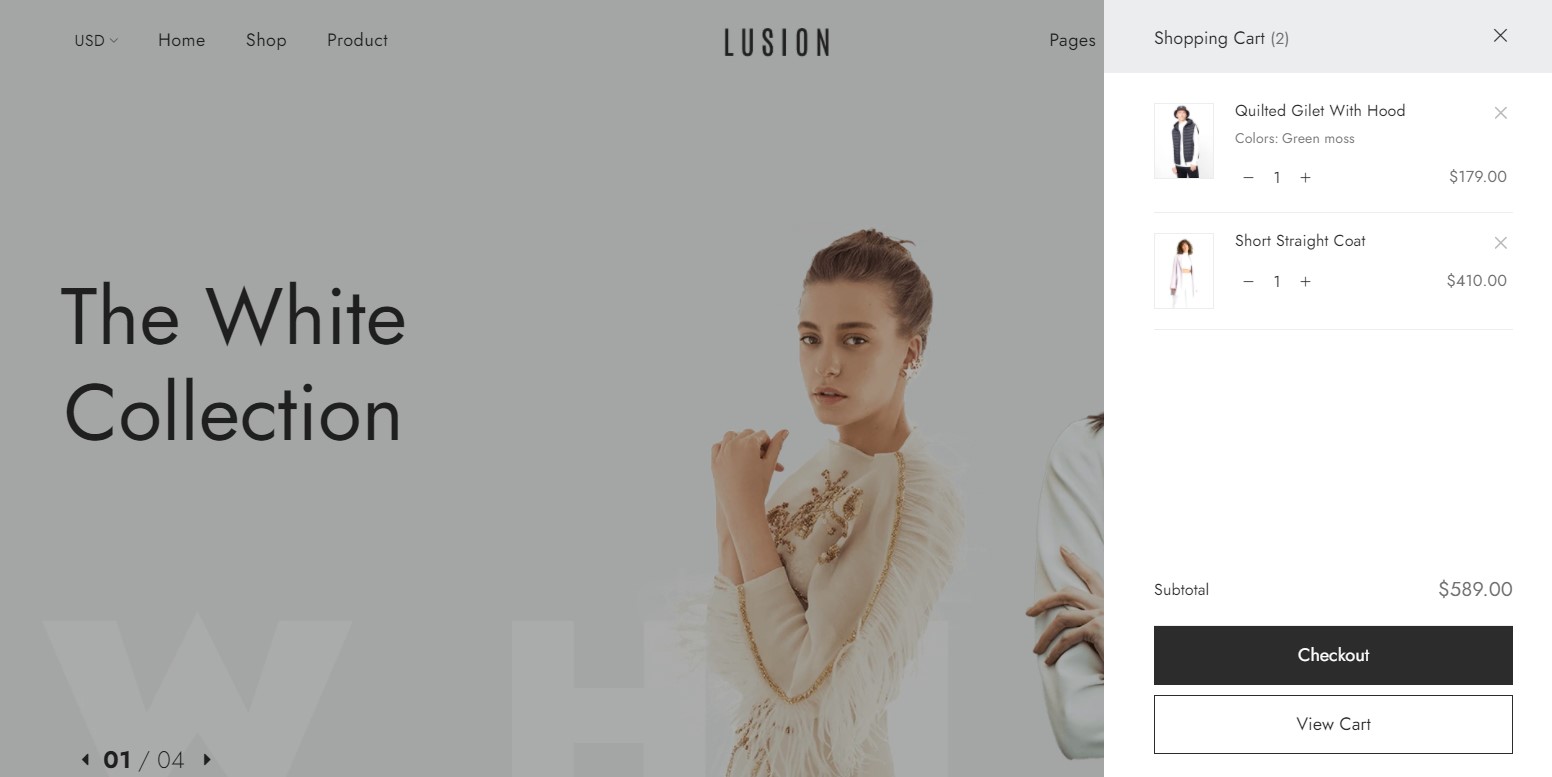 USD
Home
Shop
Product
LUSION
Pages
The White
Collection
W H
01 / 04
Shopping Cart (2)
Quilted Gilet With Hood
Colors: Green moss
− 1 +
$179.00
Short Straight Coat
− 1 +
$410.00
Subtotal
$589.00
Checkout
View Cart